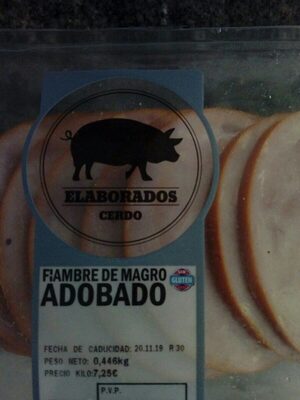 ELABORADOS
CERDO
FIAMBRE DE MAGRO
ADOBADO
SIN
GLUTEN
FECHA DE CADUCIDAD: 20.11.19 P.30
PESO NETO: 0,446kg
PRECIO KILO: 7,25€
P.V.P.